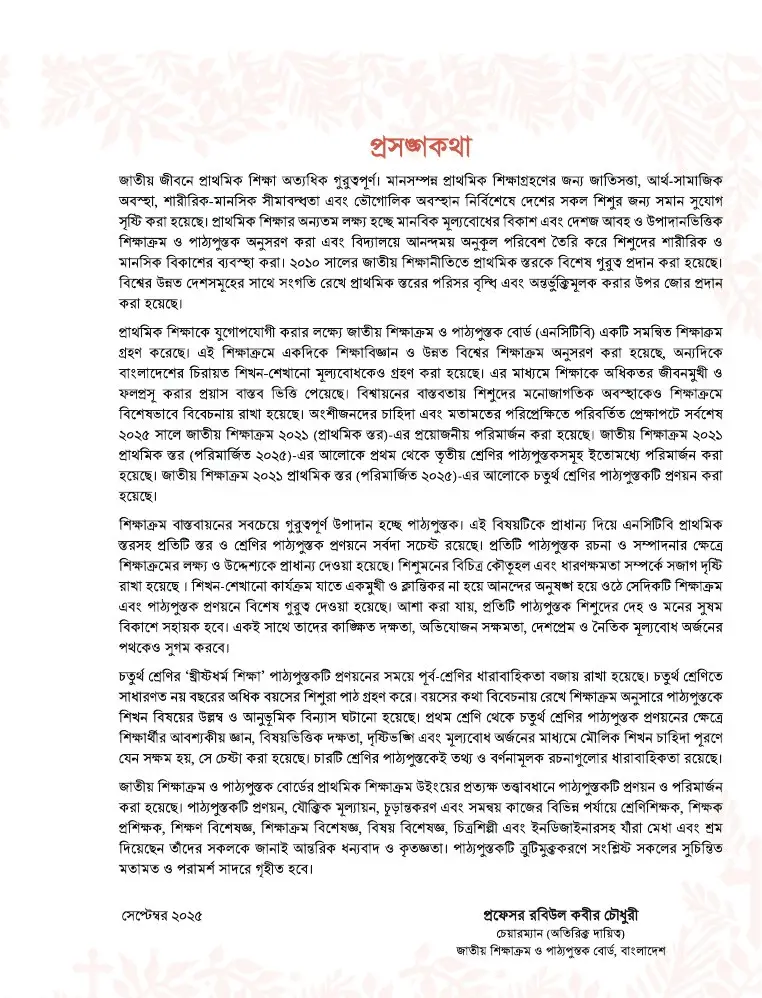 প্রসঙ্গকথা
জাতীয় জীবনে প্রাথমিক শিক্ষা অত্যধিক গুরুত্বপূর্ণ। মানসম্পন্ন প্রাথমিক শিক্ষাগ্রহণের জন্য জাতিসত্তা, আর্থ-সামাজিক
অবস্থা, শারীরিক-মানসিক সীমাবদ্ধতা এবং ভৌগোলিক অবস্থান নির্বিশেষে দেশের সকল শিশুর জন্য সমান সুযোগ
সৃষ্টি করা হয়েছে। প্রাথমিক শিক্ষার অন্যতম লক্ষ্য হচ্ছে মানবিক মূল্যবোধের বিকাশ এবং দেশজ আবহ ও উপাদানভিত্তিক
শিক্ষাক্রম ও পাঠ্যপুস্তক অনুসরণ করা এবং বিদ্যালয়ে আনন্দময় অনুকূল পরিবেশ তৈরি করে শিশুদের শারীরিক ও
মানসিক বিকাশের ব্যবস্থা করা। ২০১০ সালের জাতীয় শিক্ষানীতিতে প্রাথমিক স্তরকে বিশেষ গুরুত্ব প্রদান করা হয়েছে।
বিশ্বের উন্নত দেশসমূহের সাথে সংগতি রেখে প্রাথমিক স্তরের পরিসর বৃদ্ধি এবং অন্তর্ভুক্তিমূলক করার উপর জোর প্রদান
করা হয়েছে।
প্রাথমিক শিক্ষাকে যুগোপযোগী করার লক্ষ্যে জাতীয় শিক্ষাক্রম ও পাঠ্যপুস্তক বোর্ড (এনসিটিবি) একটি সমন্বিত শিক্ষাক্রম
গ্রহণ করেছে। এই শিক্ষাক্রমে একদিকে শিক্ষাবিজ্ঞান ও উন্নত বিশ্বের শিক্ষাক্রম অনুসরণ করা হয়েছে, অন্যদিকে
বাংলাদেশের চিরায়ত শিখন-শেখানো মূল্যবোধকেও গ্রহণ করা হয়েছে। এর মাধ্যমে শিক্ষাকে অধিকতর জীবনমুখী ও
ফলপ্রসূ করার প্রয়াস বাস্তব ভিত্তি পেয়েছে। বিশ্বায়নের বাস্তবতায় শিশুদের মনোজাগতিক অবস্থাকেও শিক্ষাক্রমে
বিশেষভাবে বিবেচনায় রাখা হয়েছে। অংশীজনদের চাহিদা এবং মতামতের পরিপ্রেক্ষিতে পরিবর্তিত প্রেক্ষাপটে সর্বশেষ
২০২৫ সালে জাতীয় শিক্ষাক্রম ২০২১ (প্রাথমিক স্তর)-এর প্রয়োজনীয় পরিমার্জন করা হয়েছে। জাতীয় শিক্ষাক্রম ২০২১
প্রাথমিক স্তর (পরিমার্জিত ২০২৫)-এর আলোকে প্রথম থেকে তৃতীয় শ্রেণির পাঠ্যপুস্তকসমূহ ইতোমধ্যে পরিমার্জন করা
হয়েছে। জাতীয় শিক্ষাক্রম ২০২১ প্রাথমিক স্তর (পরিমার্জিত ২০২৫)-এর আলোকে চতুর্থ শ্রেণির পাঠ্যপুস্তকটি প্রণয়ন করা
হয়েছে।
শিক্ষাক্রম বাস্তবায়নের সবচেয়ে গুরুত্বপূর্ণ উপাদান হচ্ছে পাঠ্যপুস্তক। এই বিষয়টিকে প্রাধান্য দিয়ে এনসিটিবি প্রাথমিক
স্তরসহ প্রতিটি স্তর ও শ্রেণির পাঠ্যপুস্তক প্রণয়নে সর্বদা সচেষ্ট রয়েছে। প্রতিটি পাঠ্যপুস্তক রচনা ও সম্পাদনার ক্ষেত্রে
শিক্ষাক্রমের লক্ষ্য ও উদ্দেশ্যকে প্রাধান্য দেওয়া হয়েছে। শিশুমনের বিচিত্র কৌতূহল এবং ধারণক্ষমতা সম্পর্কে সজাগ দৃষ্টি
রাখা হয়েছে । শিখন-শেখানো কার্যক্রম যাতে একমুখী ও ক্লান্তিকর না হয়ে আনন্দের অনুষঙ্গ হয়ে ওঠে সেদিকটি শিক্ষাক্রম
এবং পাঠ্যপুস্তক প্রণয়নে বিশেষ গুরুত্ব দেওয়া হয়েছে। আশা করা যায়, প্রতিটি পাঠ্যপুস্তক শিশুদের দেহ ও মনের সুষম
বিকাশে সহায়ক হবে। একই সাথে তাদের কাঙ্ক্ষিত দক্ষতা, অভিযোজন সক্ষমতা, দেশপ্রেম ও নৈতিক মূল্যবোধ অর্জনের
পথকেও সুগম করবে।
চতুর্থ শ্রেণির ‘খ্রীষ্টধর্ম শিক্ষা’ পাঠ্যপুস্তকটি প্রণয়নের সময়ে পূর্ব-শ্রেণির ধারাবাহিকতা বজায় রাখা হয়েছে। চতুর্থ শ্রেণিতে
সাধারণত নয় বছরের অধিক বয়সের শিশুরা পাঠ গ্রহণ করে। বয়সের কথা বিবেচনায় রেখে শিক্ষাক্রম অনুসারে পাঠ্যপুস্তকে
শিখন বিষয়ের উল্লম্ব ও আনুভূমিক বিন্যাস ঘটানো হয়েছে। প্রথম শ্রেণি থেকে চতুর্থ শ্রেণির পাঠ্যপুস্তক প্রণয়নের ক্ষেত্রে
শিক্ষার্থীর আবশ্যকীয় জ্ঞান, বিষয়ভিত্তিক দক্ষতা, দৃষ্টিভঙ্গি এবং মূল্যবোধ অর্জনের মাধ্যমে মৌলিক শিখন চাহিদা পূরণে
যেন সক্ষম হয়, সে চেষ্টা করা হয়েছে। চারটি শ্রেণির পাঠ্যপুস্তকেই তথ্য ও বর্ণনামূলক রচনাগুলোর ধারাবাহিকতা রয়েছে।
জাতীয় শিক্ষাক্রম ও পাঠ্যপুস্তক বোর্ডের প্রাথমিক শিক্ষাক্রম উইংয়ের প্রত্যক্ষ তত্ত্বাবধানে পাঠ্যপুস্তকটি প্রণয়ন ও পরিমার্জন
করা হয়েছে। পাঠ্যপুস্তকটি প্রণয়ন, যৌক্তিক মূল্যায়ন, চূড়ান্তকরণ এবং সমন্বয় কাজের বিভিন্ন পর্যায়ে শ্রেণিশিক্ষক, শিক্ষক
প্রশিক্ষক, শিক্ষণ বিশেষজ্ঞ, শিক্ষাক্রম বিশেষজ্ঞ, বিষয় বিশেষজ্ঞ, চিত্রশিল্পী এবং ইনডিজাইনারসহ যাঁরা মেধা এবং শ্রম
দিয়েছেন তাঁদের সকলকে জানাই আন্তরিক ধন্যবাদ ও কৃতজ্ঞতা। পাঠ্যপুস্তকটি ত্রুটিমুক্তকরণে সংশ্লিষ্ট সকলের সুচিন্তিত
মতামত ও পরামর্শ সাদরে গৃহীত হবে।
সেপ্টেম্বর ২০২৫
প্রফেসর রবিউল কবীর চৌধুরী
চেয়ারম্যান (অতিরিক্ত দায়িত্ব)
জাতীয় শিক্ষাক্রম ও পাঠ্যপুস্তক বোর্ড, বাংলাদেশ